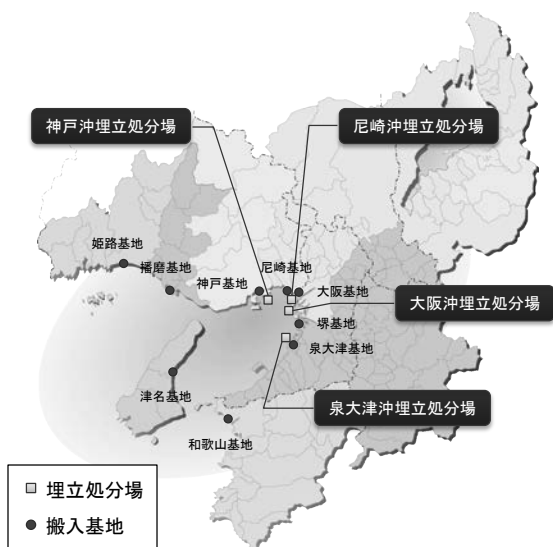 神戸沖埋立処分場
尼崎沖埋立処分場
姫路基地
播磨基地
神戸基地
尼崎基地
大阪基地
大阪沖埋立処分場
堺基地
泉大津基地
津名基地
泉大津沖埋立処分場
和歌山基地
埋立処分場
搬入基地